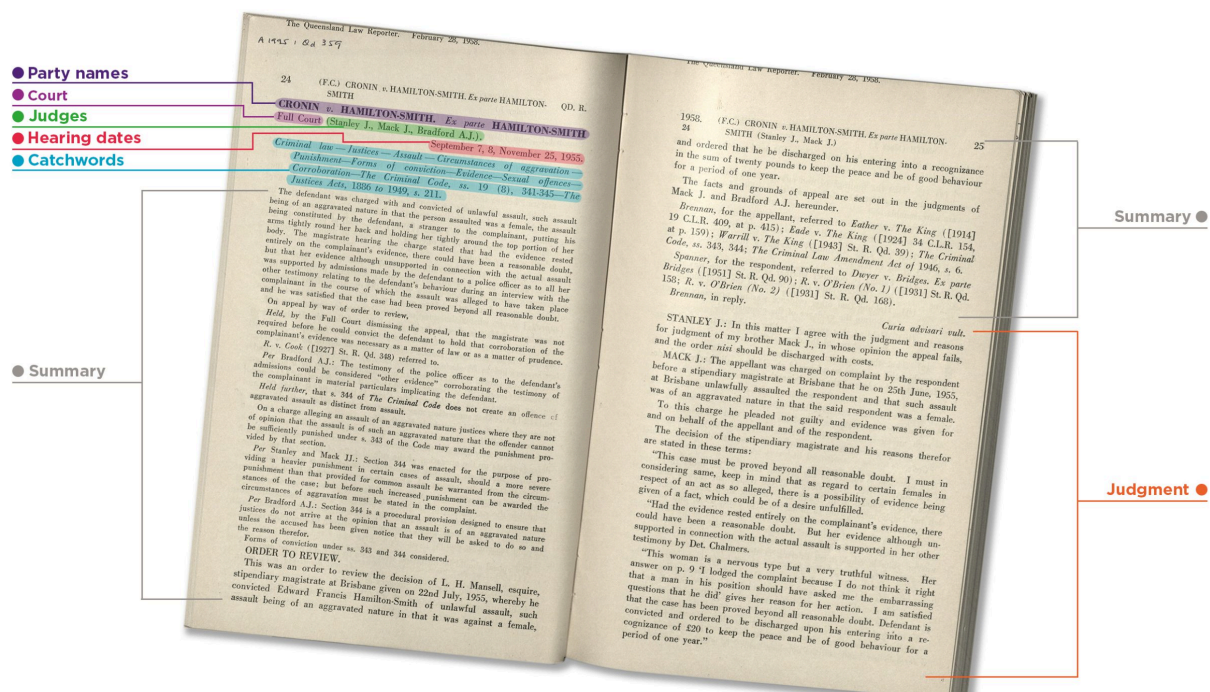 Party names
Court
Judges
Hearing dates
Catchwords
Summary
The Queensland Law Reporter. February 28, 1958.
A 1995 1 Qd 359
24 (F.C.) CRONIN v. HAMILTON-SMITH. Ex parte HAMILTON- QD. R.
SMITH
CRONIN v. HAMILTON-SMITH. Ex parte HAMILTON-SMITH
Full Court (Stanley J., Mack J., Bradford A.J.).
September 7, 8, November 25, 1955.
Criminal law — Justices — Assault — Circumstances of aggravation —
Punishment—Forms of conviction—Evidence—Sexual offences—
Corroboration—The Criminal Code, ss. 19 (8), 341-345—The
Justices Acts, 1886 to 1949, s. 211.
The defendant was charged with and convicted of unlawful assault, such assault
being of an aggravated nature in that the person assaulted was a female, the assault
being constituted by the defendant, a stranger to the complainant, putting his
arms tightly round her back and holding her tightly around the top portion of her
body. The magistrate hearing the charge stated that had the evidence rested
entirely on the complainant's evidence, there could have been a reasonable doubt,
but that her evidence although unsupported in connection with the actual assault
was supported by admissions made by the defendant to a police officer as to all her
other testimony relating to the defendant's behaviour during an interview with the
complainant in the course of which the assault was alleged to have taken place
and he was satisfied that the case had been proved beyond all reasonable doubt.
On appeal by way of order to review,
Held, by the Full Court dismissing the appeal, that the magistrate was not
required before he could convict the defendant to hold that corroboration of the
complainant's evidence was necessary as a matter of law or as a matter of prudence.
R. v. Cook ([1927] St. R. Qd. 348) referred to.
Per Bradford A.J.: The testimony of the police officer as to the defendant's
admissions could be considered "other evidence" corroborating the testimony of
the complainant in material particulars implicating the defendant.
Held further, that s. 344 of The Criminal Code does not create an offence of
aggravated assault as distinct from assault.
On a charge alleging an assault of an aggravated nature justices where they are not
of opinion that the assault is of such an aggravated nature that the offender cannot
be sufficiently punished under s. 343 of the Code may award the punishment pro-
vided by that section.
Per Stanley and Mack JJ.: Section 344 was enacted for the purpose of pro-
viding a heavier punishment in certain cases of assault, should a more severe
punishment than that provided for common assault be warranted from the circum-
stances of the case; but before such increased punishment can be awarded the
circumstances of aggravation must be stated in the complaint.
Per Bradford A.J.: Section 344 is a procedural provision designed to ensure that
justices do not arrive at the opinion that an assault is of an aggravated nature
unless the accused has been given notice that they will be asked to do so and
the reason therefor.
Forms of conviction under ss. 343 and 344 considered.
ORDER TO REVIEW.
This was an order to review the decision of L. H. Mansell, esquire,
stipendiary magistrate at Brisbane given on 22nd July, 1955, whereby he
convicted Edward Francis Hamilton-Smith of unlawful assault, such
assault being of an aggravated nature in that it was against a female,
The Queensland Law Reporter. February 28, 1958.
1958. (F.C.) CRONIN v. HAMILTON-SMITH. Ex parte HAMILTON-
24 SMITH (Stanley J., Mack J.) 25
and ordered that he be discharged on his entering into a recognizance
in the sum of twenty pounds to keep the peace and be of good behaviour
for a period of one year.
The facts and grounds of appeal are set out in the judgments of
Mack J. and Bradford A.J. hereunder.
Brennan, for the appellant, referred to Eather v. The King ([1914]
19 C.L.R. 409, at p. 415); Eade v. The King ([1924] 34 C.L.R. 154,
at p. 159); Warrill v. The King ([1943] St. R. Qd. 39); The Criminal
Code, ss. 343, 344; The Criminal Law Amendment Act of 1946, s. 6.
Spanner, for the respondent, referred to Dwyer v. Bridges. Ex parte
Bridges ([1951] St. R. Qd. 90); R. v. O'Brien (No. 1) ([1931] St. R. Qd.
158; R. v. O'Brien (No. 2) ([1931] St. R. Qd. 168).
Brennan, in reply.
Curia advisari vult.
STANLEY J.: In this matter I agree with the judgment and reasons
for judgment of my brother Mack J., in whose opinion the appeal fails,
and the order nisi should be discharged with costs.
MACK J.: The appellant was charged on complaint by the respondent
before a stipendiary magistrate at Brisbane that he on 25th June, 1955,
at Brisbane unlawfully assaulted the respondent and that such assault
was of an aggravated nature in that the said respondent was a female.
To this charge he pleaded not guilty and evidence was given for
and on behalf of the appellant and of the respondent.
The decision of the stipendiary magistrate and his reasons therefor
are stated in these terms:
"This case must be proved beyond all reasonable doubt. I must in
considering same, keep in mind that as regard to certain females in
respect of an act as so alleged, there is a possibility of evidence being
given of a fact, which could be of a desire unfulfilled.
"Had the evidence rested entirely on the complainant's evidence, there
could have been a reasonable doubt. But her evidence although un-
supported in connection with the actual assault is supported in her other
testimony by Det. Chalmers.
"This woman is a nervous type but a very truthful witness. Her
answer on p. 9 'I lodged the complaint because I do not think it right
that a man in his position should have asked me the embarrassing
questions that he did' gives her reason for her action. I am satisfied
that the case has been proved beyond all reasonable doubt. Defendant is
convicted and ordered to be discharged upon his entering into a re-
cognizance of £20 to keep the peace and be of good behaviour for a
period of one year."
Summary
Judgment